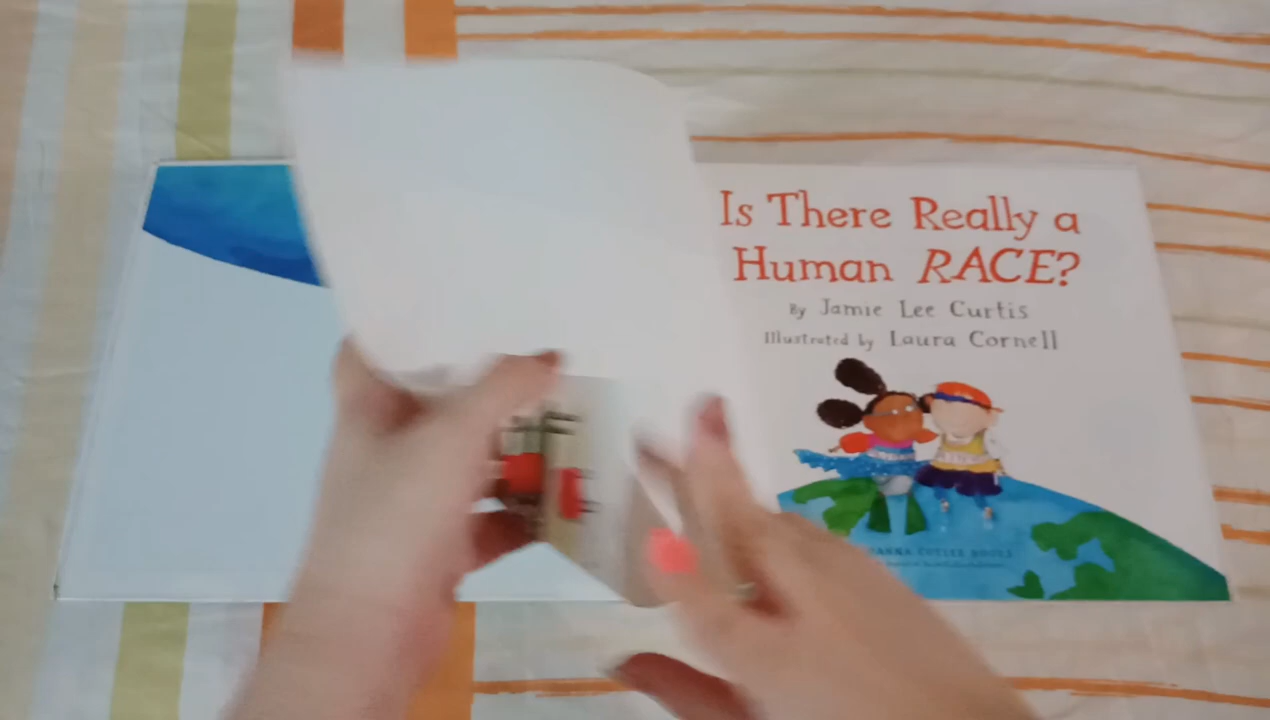 Is There Really a
Human RACE?
By Jamie Lee Curtis
Illustrated by Laura Cornell